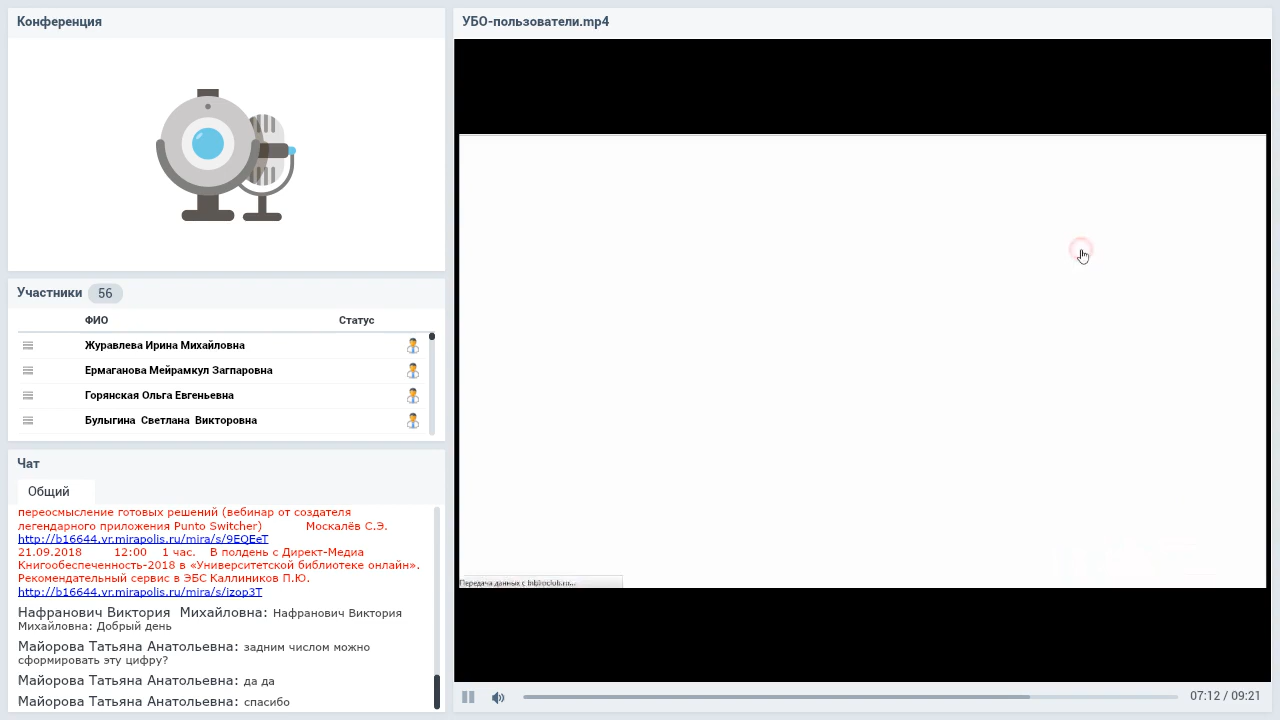 Конференция
УБО-пользователи.mp4
Участники 56
ФИО Статус
Журавлева Ирина Михайловна
Ермаганова Мейрамкул Загпаровна
Горянская Ольга Евгеньевна
Булыгина Светлана Викторовна
Чат
Общий
переосмысление готовых решений (вебинар от создателя
легендарного приложения Punto Switcher) Москалёв С.Э.
http://b16644.vr.mirapolis.ru/mira/s/9EQEeT
21.09.2018 12:00 1 час. В полдень с Директ-Медиа
Книгообеспеченность-2018 в «Университетской библиотеке онлайн».
Рекомендательный сервис в ЭБС Каллиников П.Ю.
http://b16644.vr.mirapolis.ru/mira/s/izop3T
Нафранович Виктория Михайловна: Нафранович Виктория
Михайловна: Добрый день
Майорова Татьяна Анатольевна: задним числом можно
сформировать эту цифру?
Майорова Татьяна Анатольевна: да да
Майорова Татьяна Анатольевна: спасибо
Передача данных с biblioclub.ru...
07:12 / 09:21